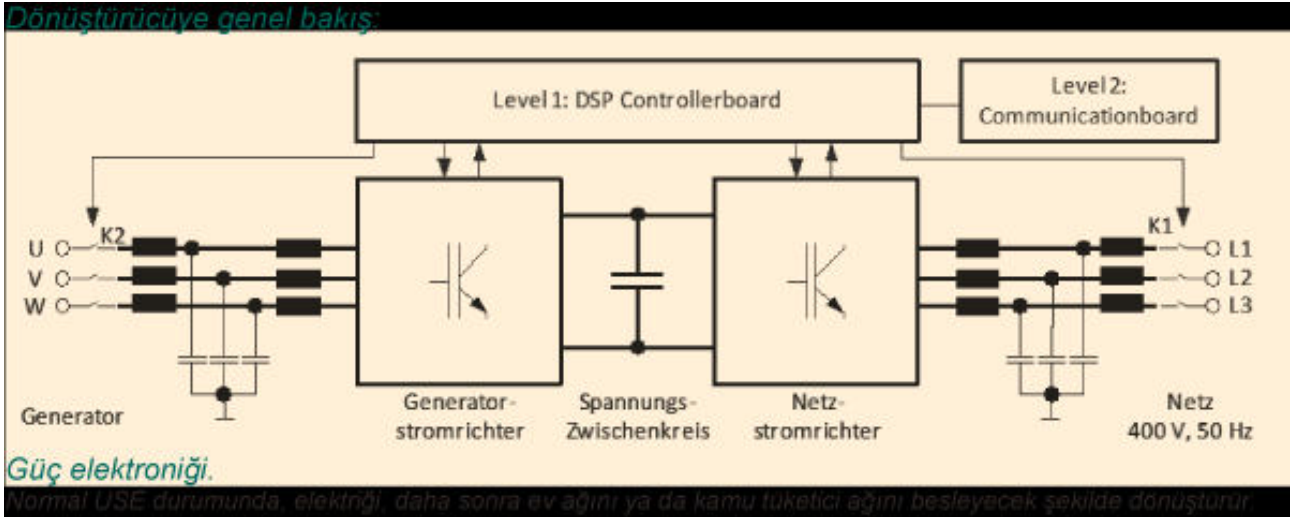 Dönüştürücüye genel bakış:
Level 1: DSP Controllerboard
Level 2:
Communicationboard
K2
K1
U
V
W
L1
L2
L3
Generator
Generator-
stromrichter
Spannungs-
Zwischenkreis
Netz-
stromrichter
Netz
400 V, 50 Hz
Güç elektroniği.
Normal USE durumunda, elektriği, daha sonra ev ağını ya da kamu tüketici ağını besleyecek şekilde dönüştürür.